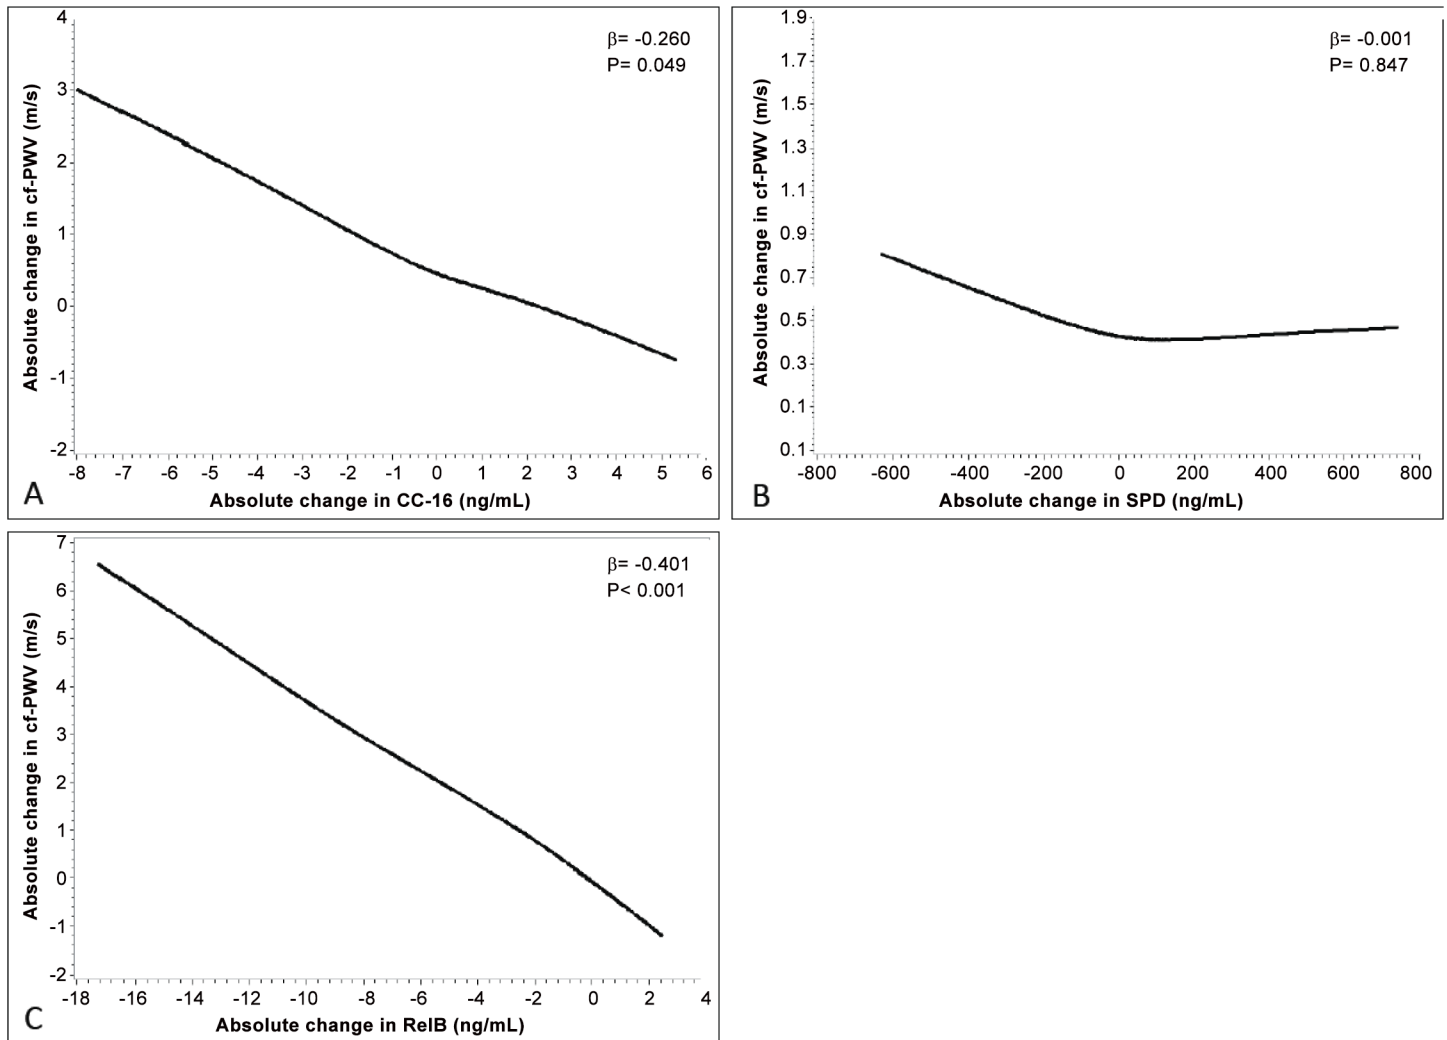 4
3
2
1
0
-1
-2
Absolute change in cf-PWV (m/s)
β= -0.260
P= 0.049
-8 -7 -6 -5 -4 -3 -2 -1 0 1 2 3 4 5 6
Absolute change in CC-16 (ng/mL)
A
1.9
1.7
1.5
1.3
1.1
0.9
0.7
0.5
0.3
0.1
0.1
Absolute change in cf-PWV (m/s)
β= -0.001
P= 0.847
-800 -600 -400 -200 0 200 400 600 800
Absolute change in SPD (ng/mL)
B
7
6
5
4
3
2
1
0
-1
-2
Absolute change in cf-PWV (m/s)
β= -0.401
P< 0.001
-18 -16 -14 -12 -10 -8 -6 -4 -2 0 2 4
Absolute change in RelB (ng/mL)
C